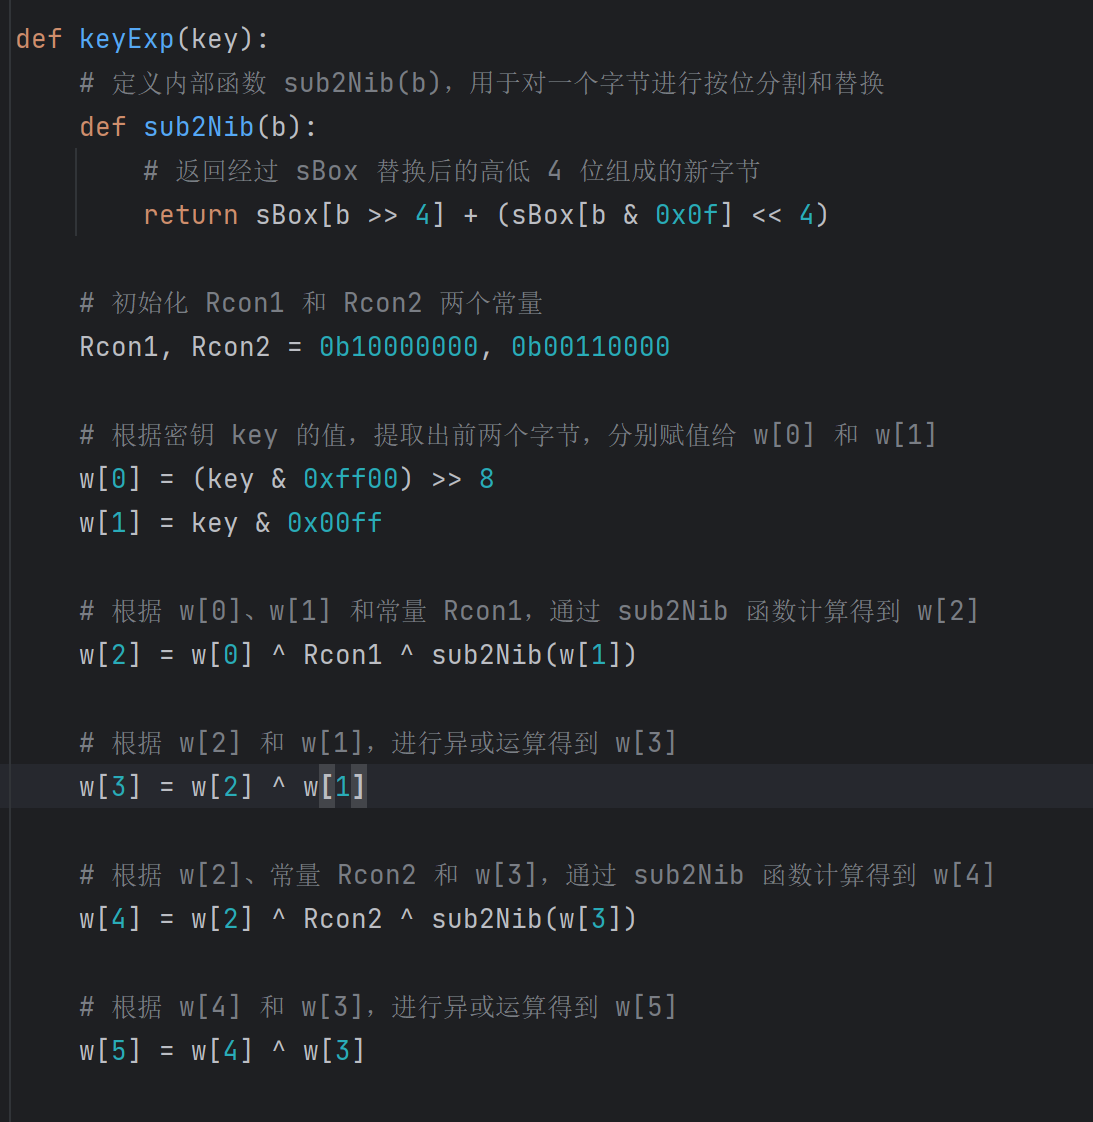 def keyExp(key):
# 定义内部函数 sub2Nib(b)，用于对一个字节进行按位分割和替换
def sub2Nib(b):
# 返回经过 sBox 替换后的高低 4 位组成的新字节
return sBox[b >> 4] + (sBox[b & 0x0f] << 4)
# 初始化 Rcon1 和 Rcon2 两个常量
Rcon1, Rcon2 = 0b10000000, 0b00110000
# 根据密钥 key 的值，提取出前两个字节，分别赋值给 w[0] 和 w[1]
w[0] = (key & 0xff00) >> 8
w[1] = key & 0x00ff
# 根据 w[0]、w[1] 和常量 Rcon1，通过 sub2Nib 函数计算得到 w[2]
w[2] = w[0] ^ Rcon1 ^ sub2Nib(w[1])
# 根据 w[2] 和 w[1]，进行异或运算得到 w[3]
w[3] = w[2] ^ w[1]
# 根据 w[2]、常量 Rcon2 和 w[3]，通过 sub2Nib 函数计算得到 w[4]
w[4] = w[2] ^ Rcon2 ^ sub2Nib(w[3])
# 根据 w[4] 和 w[3]，进行异或运算得到 w[5]
w[5] = w[4] ^ w[3]